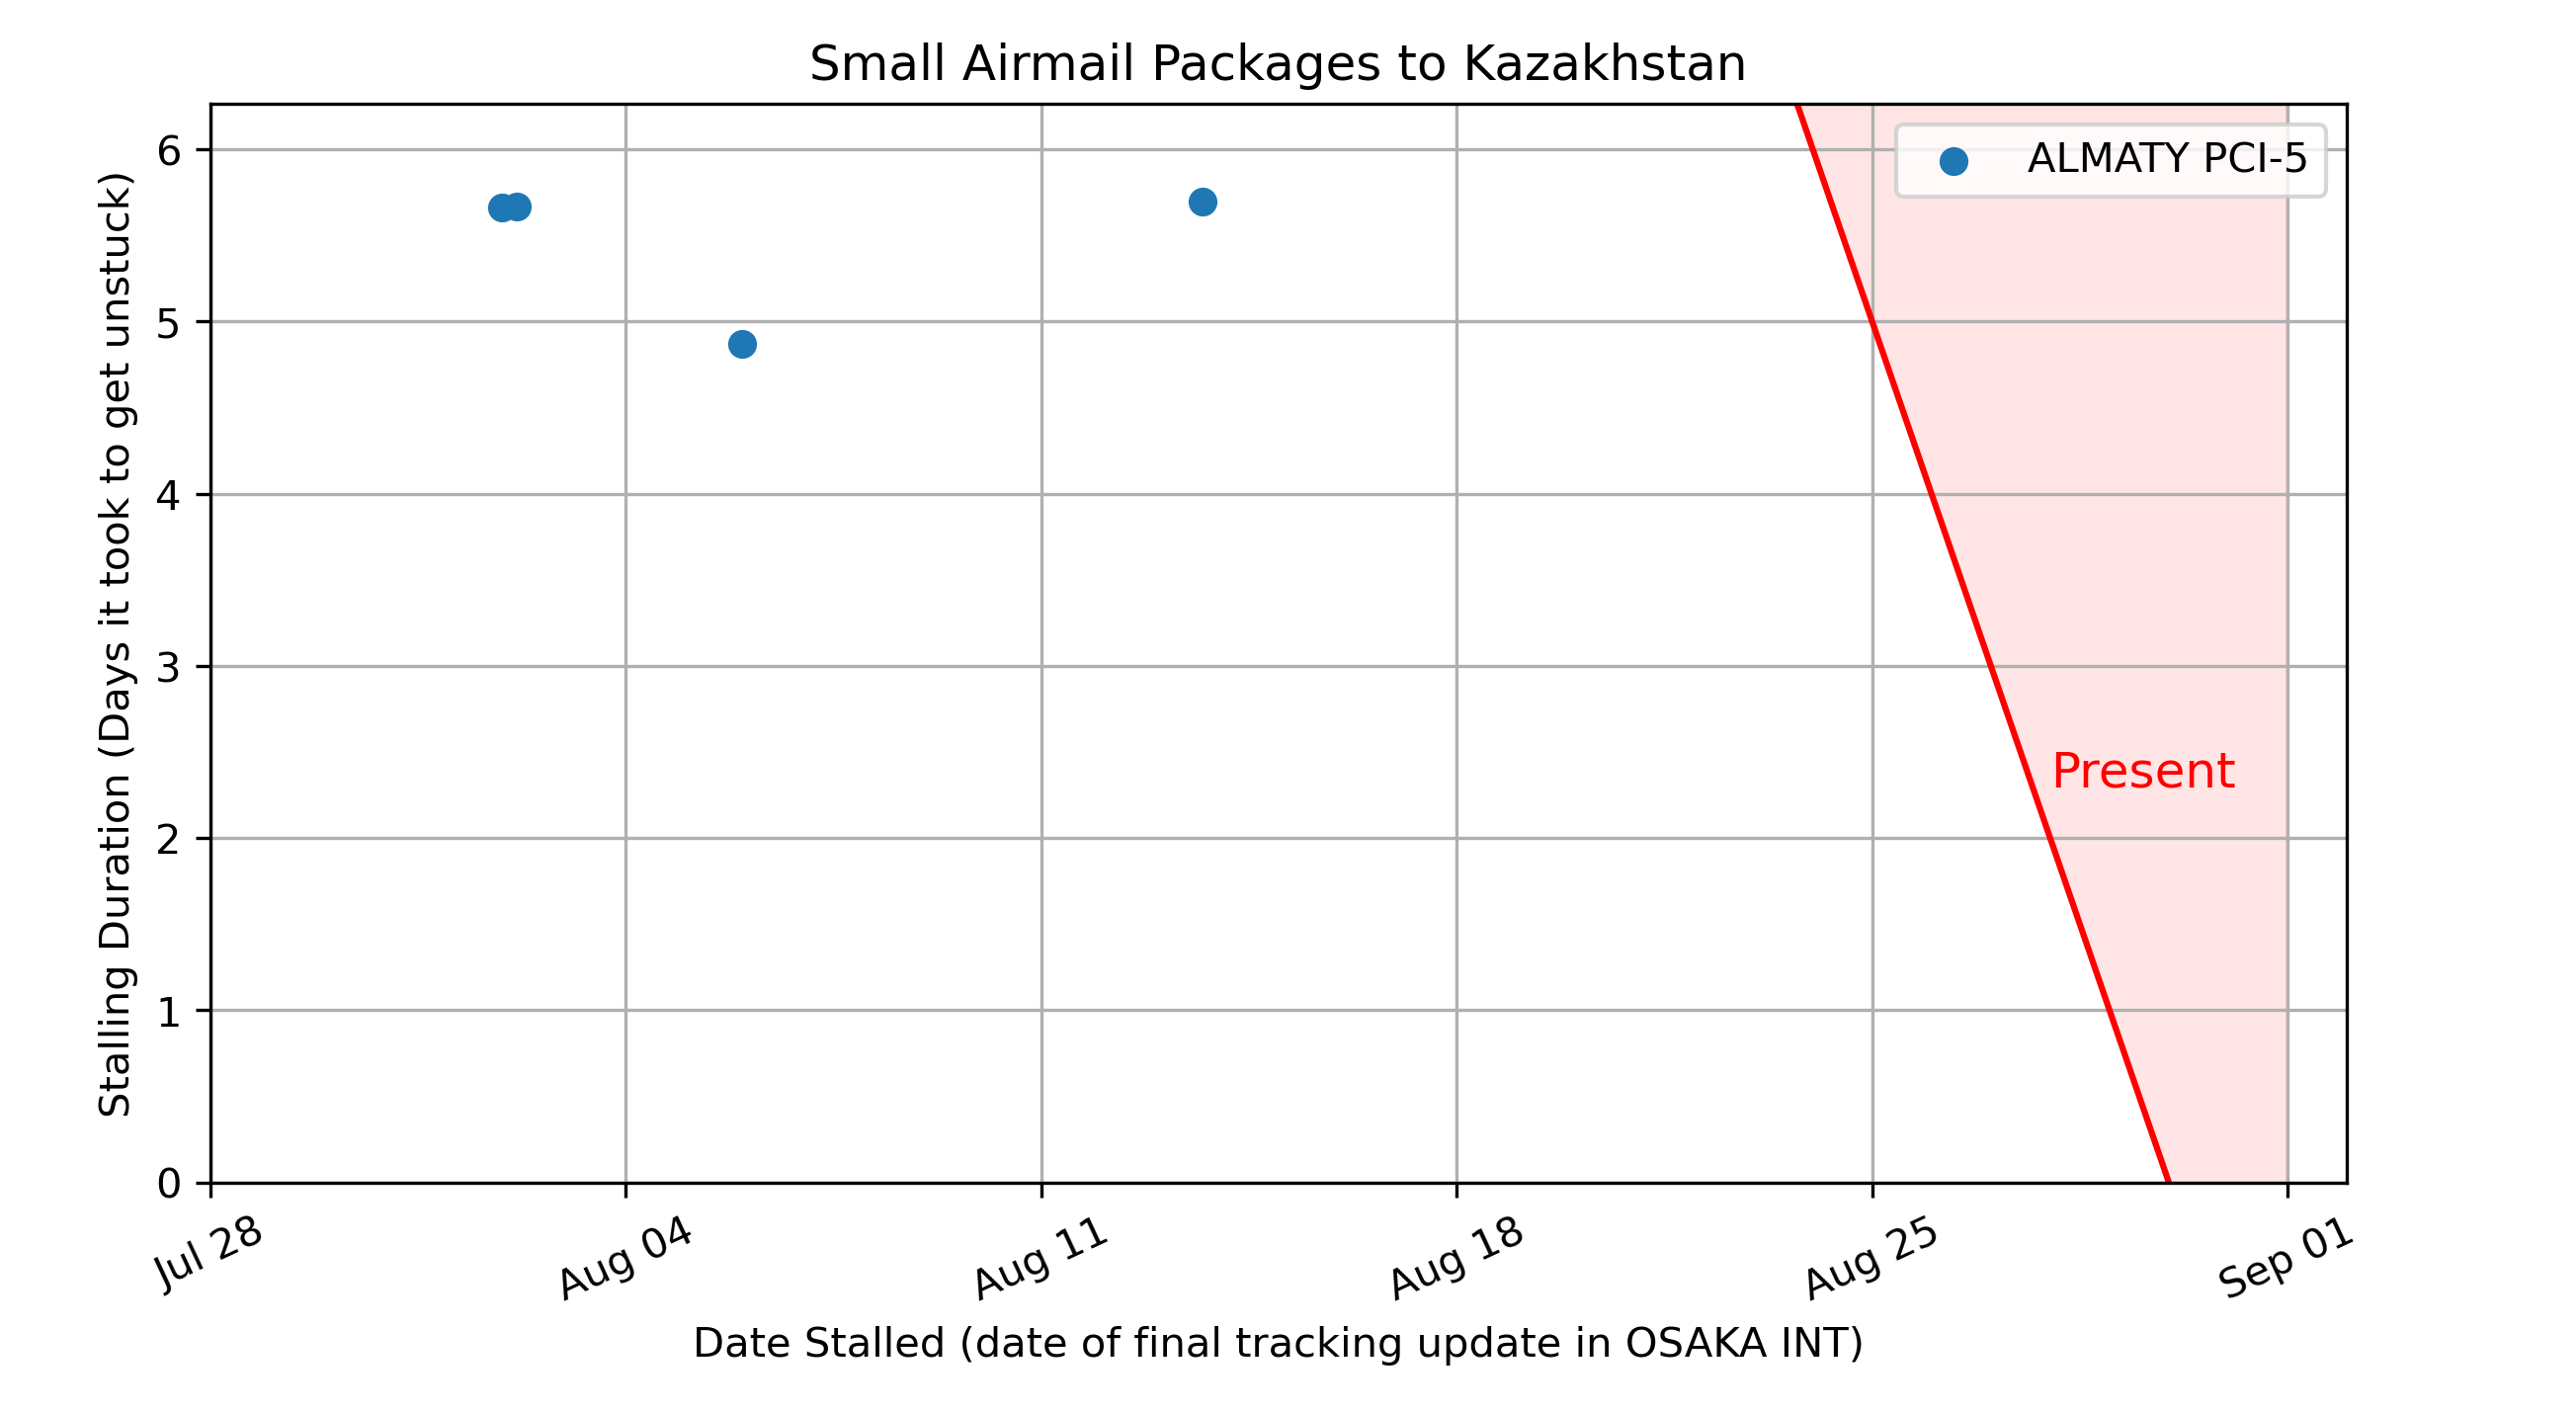 Small Airmail Packages to Kazakhstan
ALMATY PCI-5
Stalling Duration (Days it took to get unstuck)
6
5
4
3
2
1
0
Present
Jul 28
Aug 04
Aug 11
Aug 18
Aug 25
Sep 01
Date Stalled (date of final tracking update in OSAKA INT)